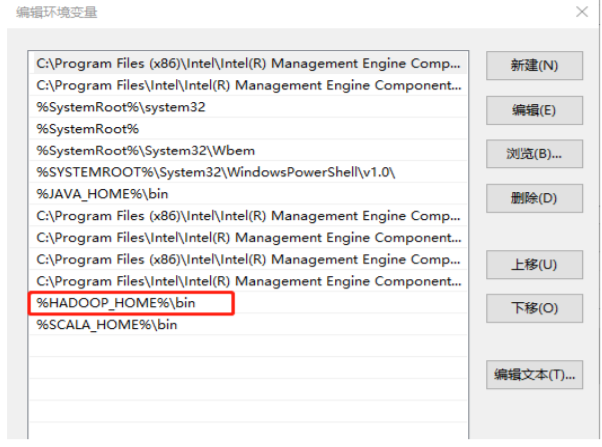 编辑环境变量
C:\Program Files (x86)\Intel\Intel(R) Management Engine Comp...
新建(N)
C:\Program Files\Intel\Intel(R) Management Engine Component...
%SystemRoot%\system32
编辑(E)
%SystemRoot%
%SystemRoot%\System32\Wbem
浏览(B)...
%SYSTEMROOT%\System32\WindowsPowerShell\v1.0\
%JAVA_HOME%\bin
删除(D)
C:\Program Files (x86)\Intel\Intel(R) Management Engine Comp...
C:\Program Files\Intel\Intel(R) Management Engine Component...
C:\Program Files (x86)\Intel\Intel(R) Management Engine Comp...
上移(U)
C:\Program Files\Intel\Intel(R) Management Engine Component...
%HADOOP_HOME%\bin
下移(O)
%SCALA_HOME%\bin
编辑文本(T)...